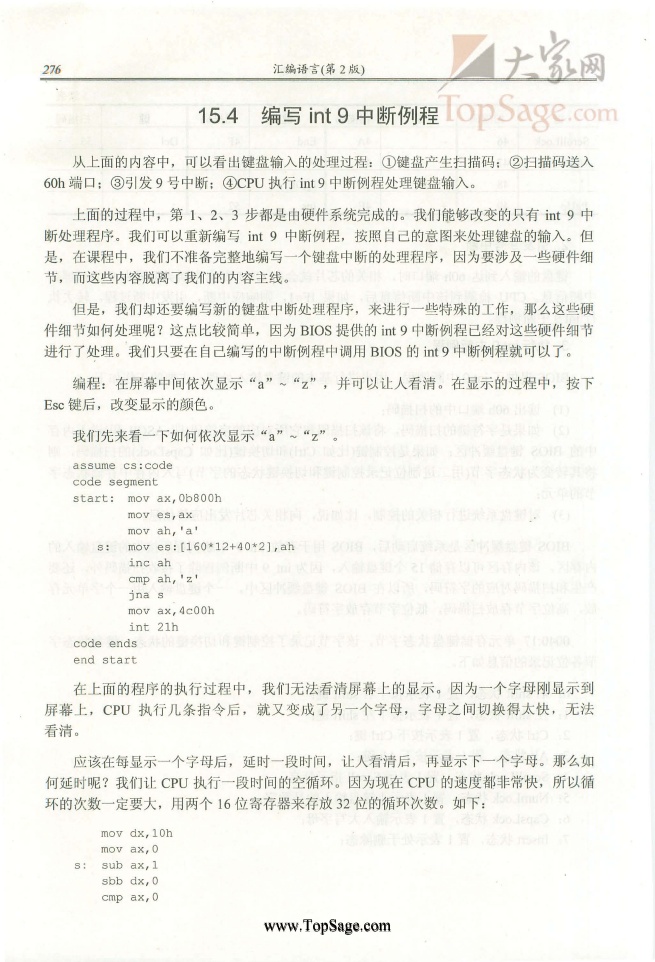 276
汇编语言(第 2 版)
大家网
TopSage.com
15.4 编写 int 9 中断例程
从上面的内容中，可以看出键盘输入的处理过程：①键盘产生扫描码；②扫描码送入
60h 端口；③引发 9 号中断；④CPU 执行 int 9 中断例程处理键盘输入。
上面的过程中，第 1、2、3 步都是由硬件系统完成的。我们能够改变的只有 int 9 中
断处理程序。我们可以重新编写 int 9 中断例程，按照自己的意图来处理键盘的输入。但
是，在课程中，我们不准备完整地编写一个键盘中断的处理程序，因为要涉及一些硬件细
节，而这些内容脱离了我们的内容主线。
但是，我们却还要编写新的键盘中断处理程序，来进行一些特殊的工作，那么这些硬
件细节如何处理呢？这点比较简单，因为 BIOS 提供的 int 9 中断例程已经对这些硬件细节
进行了处理。我们只要在自己编写的中断例程中调用 BIOS 的 int 9 中断例程就可以了。
编程：在屏幕中间依次显示“a”~“z”，并可以让人看清。在显示的过程中，按下
Esc 键后，改变显示的颜色。
我们先来看一下如何依次显示“a”~“z”。
assume cs:code
code segment
start: mov ax,0b800h
mov es,ax
mov ah,'a'
s: mov es:[160*12+40*2],ah
inc ah
cmp ah,'z'
jna s
mov ax,4c00h
int 21h
code ends
end start
在上面的程序的执行过程中，我们无法看清屏幕上的显示。因为一个字母刚显示到
屏幕上，CPU 执行几条指令后，就又变成了另一个字母，字母之间切换得太快，无法
看清。
应该在每显示一个字母后，延时一段时间，让人看清后，再显示下一个字母。那么如
何延时呢？我们让 CPU 执行一段时间的空循环。因为现在 CPU 的速度都非常快，所以循
环的次数一定要大，用两个 16 位寄存器来存放 32 位的循环次数。如下：
mov dx,10h
mov ax,0
s: sub ax,1
sbb dx,0
cmp ax,0
www.TopSage.com